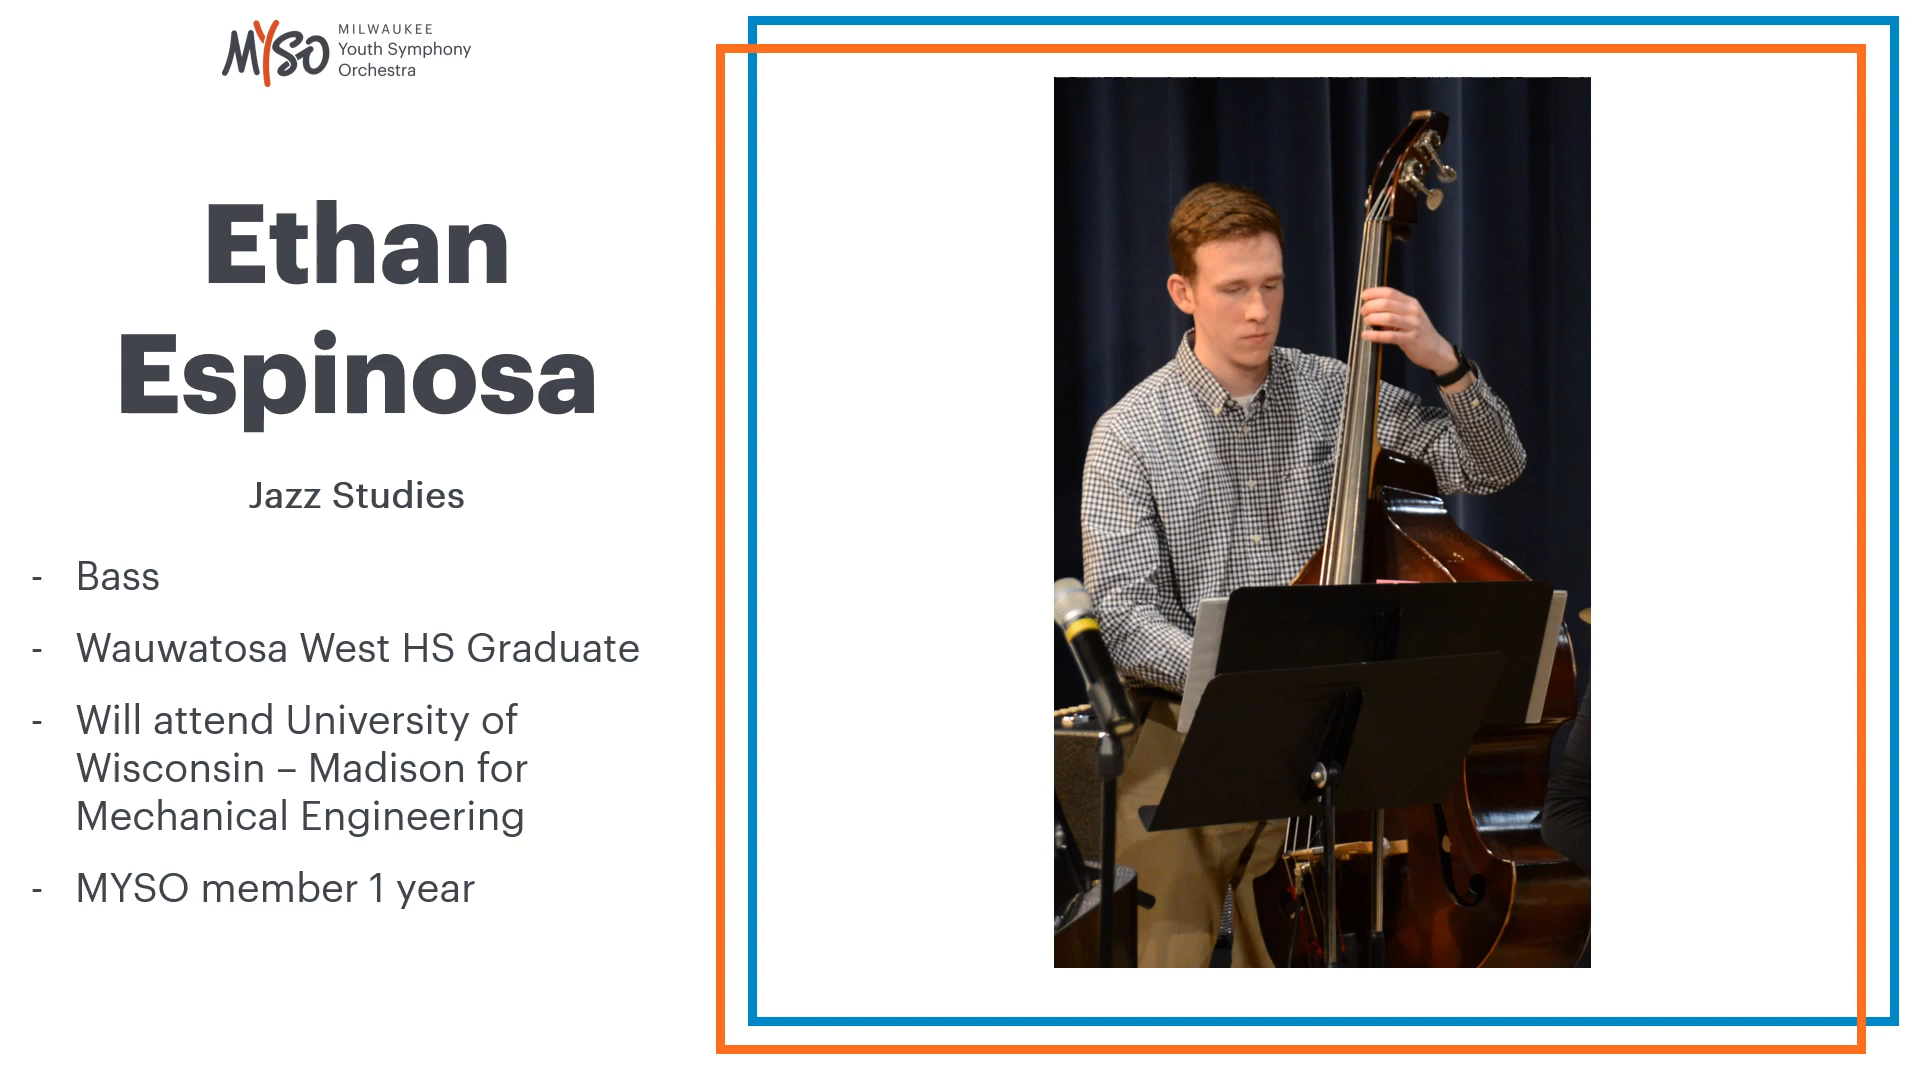 MYSO
MILWAUKEE
Youth Symphony
Orchestra
Ethan
Espinosa
Jazz Studies
- Bass
- Wauwatosa West HS Graduate
- Will attend University of
Wisconsin – Madison for
Mechanical Engineering
- MYSO member 1 year